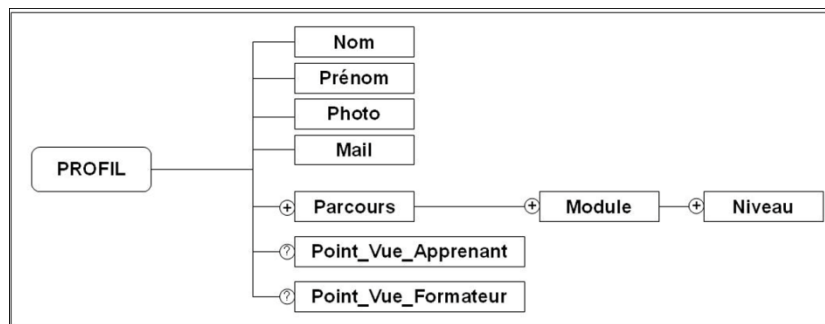 Nom
Prénom
Photo
Mail
PROFIL
+ Parcours + Module + Niveau
? Point_Vue_Apprenant
? Point_Vue_Formateur